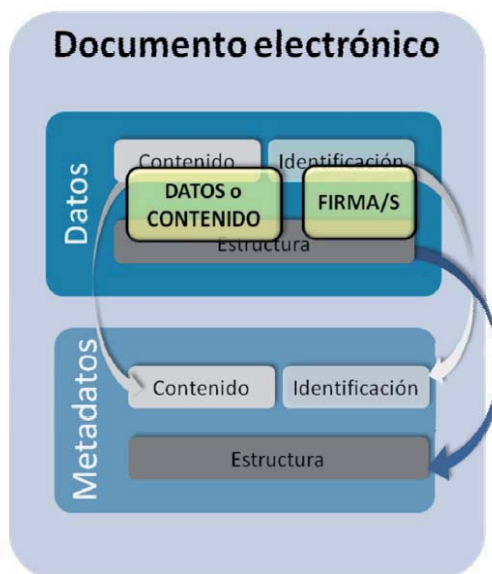 Documento electrónico
Datos
Contenido
Identificación
DATOS o
CONTENIDO
FIRMA/S
Estructura
Metadatos
Contenido
Identificación
Estructura